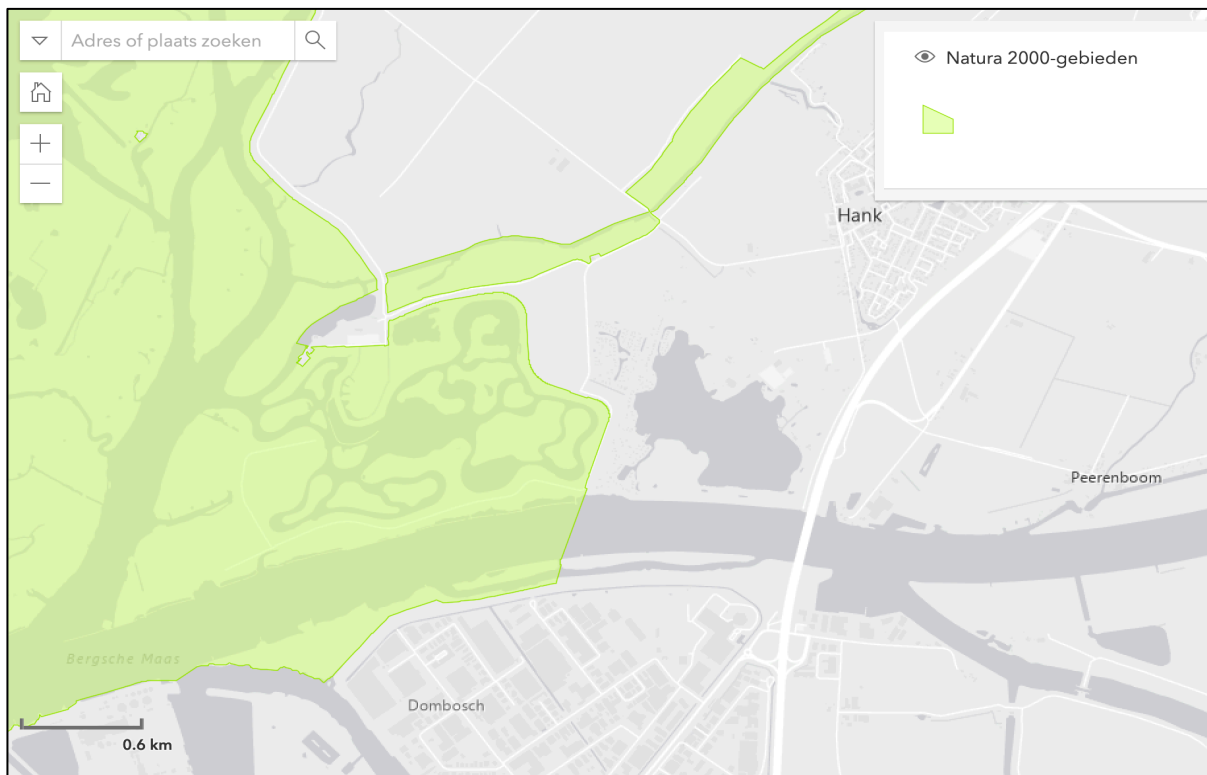 Adres of plaats zoeken
Natura 2000-gebieden
Hank
Peerenboom
Bergsche Maas
Dombosch
0.6 km